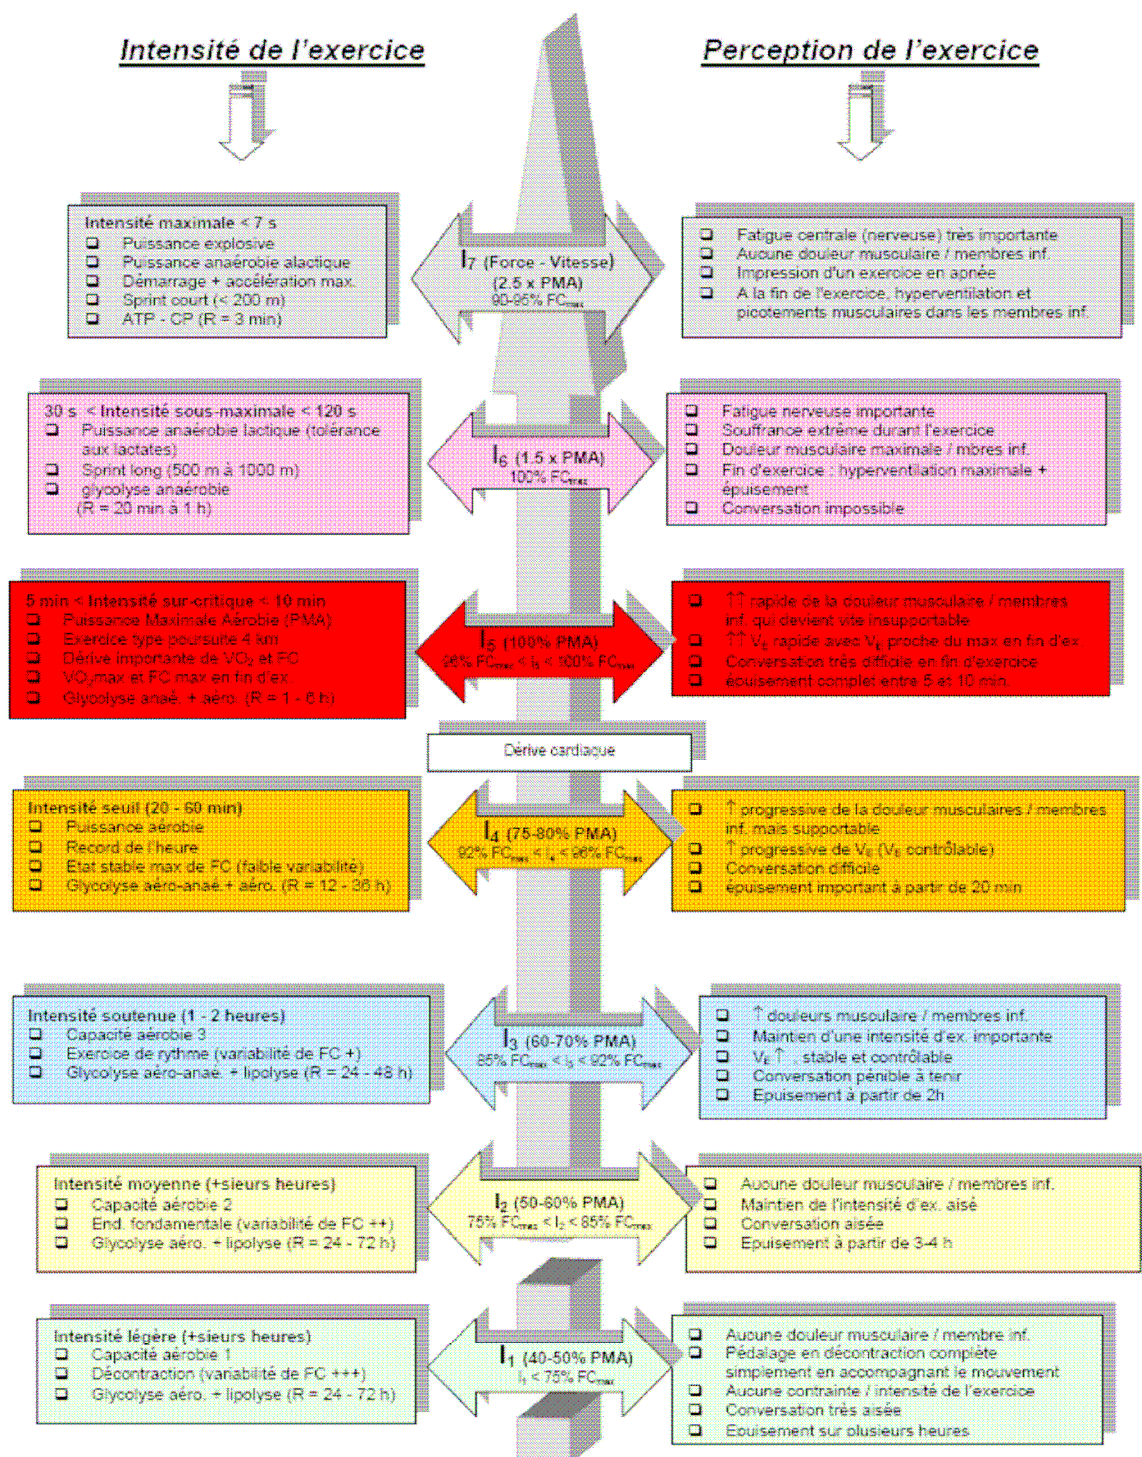 Intensité de l'exercice
Perception de l'exercice
Intensité maximale < 7 s
Puissance explosive
Puissance anaérobie alactique
Démarrage + accélération max.
Sprint court (< 200 m)
ATP - CP (R = 3 min)
I7 (Force - Vitesse)
(2.5 x PMA)
90-95% FCmax
Fatigue centrale (nerveuse) très importante
Aucune douleur musculaire / membres inf.
Impression d'un exercice en apnée
A la fin de l'exercice, hyperventilation et
picotements musculaires dans les membres inf.
30 s < Intensité sous-maximale < 120 s
Puissance anaérobie lactique (tolérance
aux lactates)
Sprint long (500 m à 1000 m)
glycolyse anaérobie
(R = 20 min à 1 h)
I6 (1.5 x PMA)
100% FCmax
Fatigue nerveuse importante
Souffrance extrême durant l'exercice
Douleur musculaire maximale / mbres inf.
Fin d'exercice : hyperventilation maximale +
épuisement
Conversation impossible
5 min < Intensité sur-critique < 10 min
Puissance Maximale Aérobie (PMA)
Exercice type poursuite 4 km
Dérive importante de VO2 et FC
VO2max et FC max en fin d'ex
Glycolyse anaé. + aero. (R = 1 - 6 h)
I5 (100% PMA)
96% FCmax < I5 < 100% FCmax
↑↑ rapide de la douleur musculaire / membres
inf. qui devient vite insupportable
↑↑ VE rapide avec VE proche du max en fin d'ex
Conversation très difficile en fin d'exercice
épuisement complet entre 5 et 10 min.
Dérive cardiaque
Intensité seuil (20 - 60 min)
Puissance aérobie
Record de l'heure
Etat stable max de FC (faible variabilité)
Glycolyse aéro-anaé + aéro. (R = 12 - 36 h)
I4 (75-80% PMA)
92% FCmax < I4 < 96% FCmax
↑ progressive de la douleur musculaires / membres
inf. mais supportable
↑ progressive de VE (VE contrôlable)
Conversation difficile
épuisement important à partir de 20 min
Intensité soutenue (1 - 2 heures)
Capacité aérobie 3
Exercice de rythme (variabilité de FC +)
Glycolyse aéro-anaé. + lipolyse (R = 24 - 48 h)
I3 (60-70% PMA)
85% FCmax < I3 < 92% FCmax
↑ douleurs musculaire / membres inf.
Maintien d'une intensité d'ex. importante
VE ↑ , stable et contrôlable
Conversation pénible à tenir
Epuisement à partir de 2h
Intensité moyenne (+sieurs heures)
Capacité aérobie 2
End. fondamentale (variabilité de FC ++)
Glycolyse aéro. + lipolyse (R = 24 - 72 h)
I2 (50-60% PMA)
75% FCmax < I2 < 85% FCmax
Aucune douleur musculaire / membres inf.
Maintien de l'intensité d'ex. aisé
Conversation aisée
Epuisement à partir de 3-4 h
Intensité légère (+sieurs heures)
Capacité aérobie 1
Décontraction (variabilité de FC +++)
Glycolyse aéro. + lipolyse (R = 24 - 72 h)
I1 (40-50% PMA)
I1 < 75% FCmax
Aucune douleur musculaire / membre inf.
Pédalage en décontraction complète
simplement en accompagnant le mouvement
Aucune contrainte / intensité de l'exercice
Conversation très aisée
Epuisement sur plusieurs heures